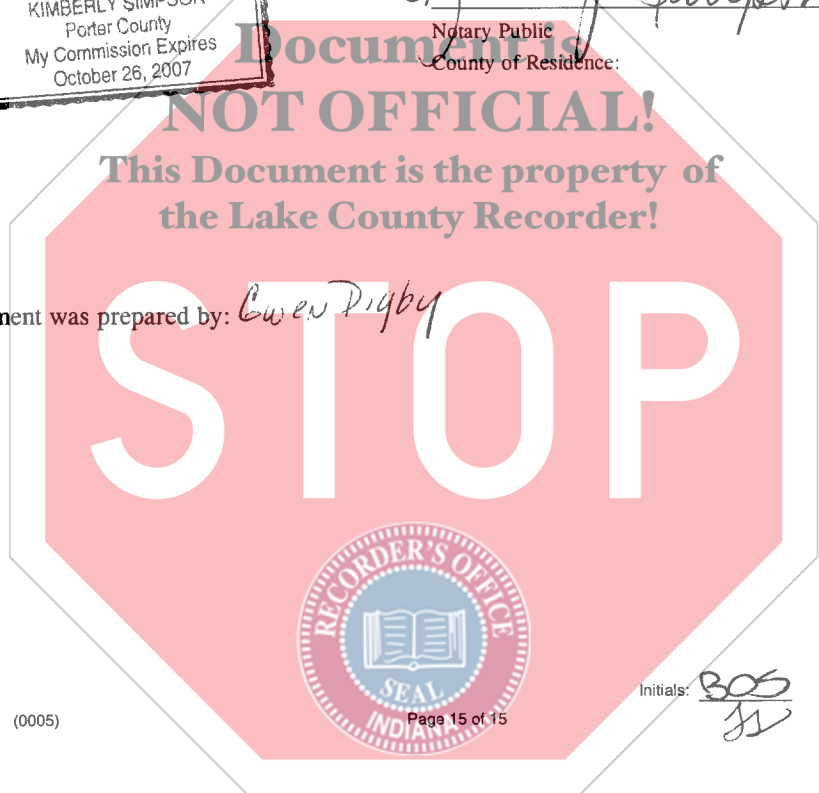 KIMBERLY SIMPSON
Porter County
My Commission Expires
October 26, 2007
Notary Public
County of Residence:
Document is
NOT OFFICIAL!
This Document is the property of
the Lake County Recorder!
ment was prepared by: Gwen Digby
STOP
RECORDER'S OFFICE
SEAL
INDIANA
Initials: BOS
(0005)
Page 15 of 15